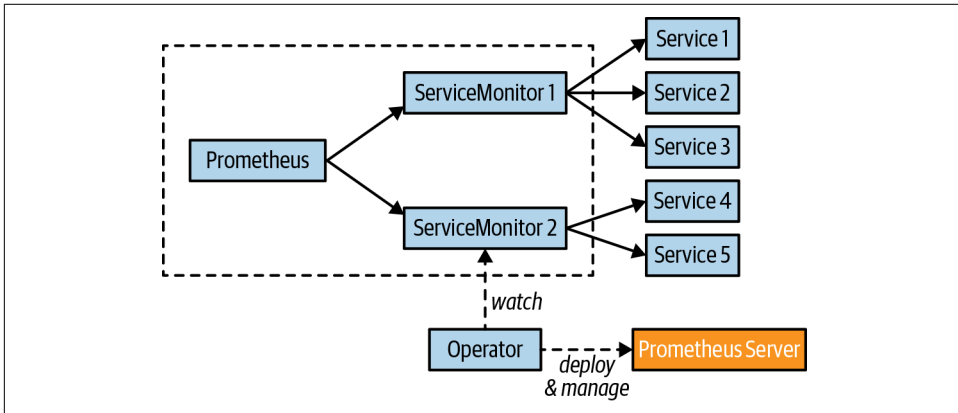 Service 1
ServiceMonitor 1
Service 2
Service 3
Prometheus
Service 4
ServiceMonitor 2
Service 5
watch
Operator
Prometheus Server
deploy
& manage